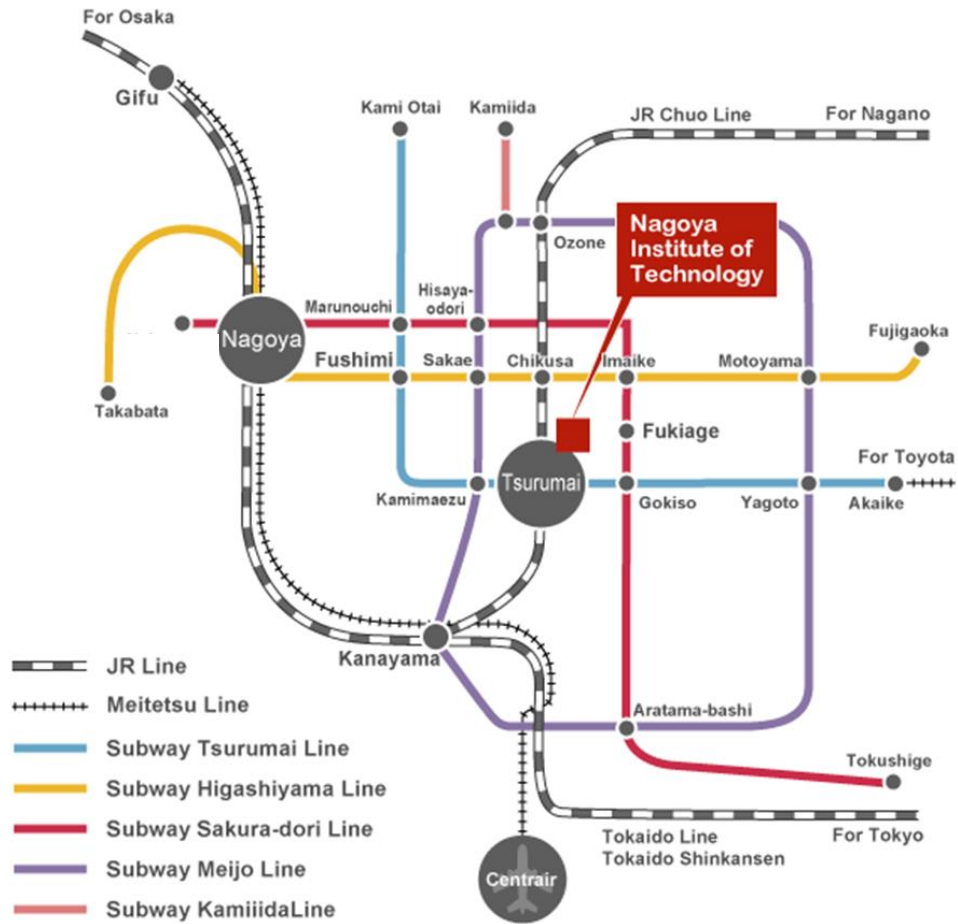 For Osaka
Gifu
Kami Otai
Kamiida
JR Chuo Line
For Nagano
Ozone
Nagoya
Institute of
Technology
Marunouchi
Hisaya-
odori
Nagoya
Fushimi
Sakae
Chikusa
Imaike
Motoyama
Fujigaoka
Takabata
Fukiage
For Toyota
Tsurumai
Kamimaezu
Gokiso
Yagoto
Akaike
Kanayama
JR Line
Meitetsu Line
Subway Tsurumai Line
Subway Higashiyama Line
Subway Sakura-dori Line
Subway Meijo Line
Subway KamiiidaLine
Aratama-bashi
Tokushige
Tokaido Line
Tokaido Shinkansen
For Tokyo
Centrair